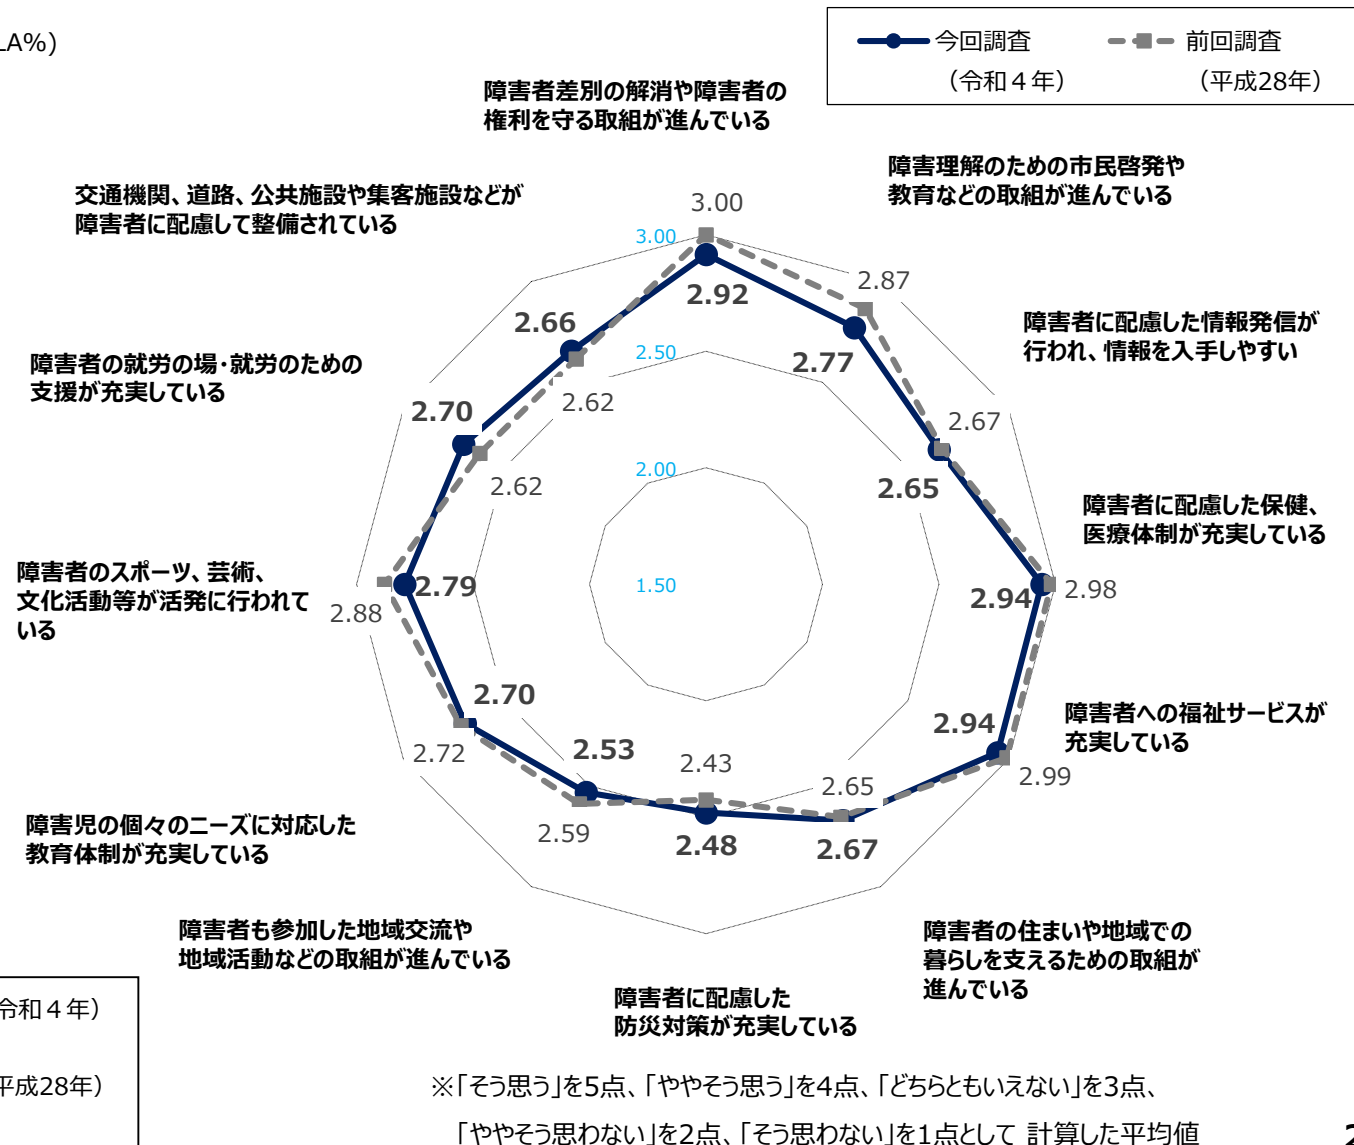 LA%)
今回調査
（令和４年）
前回調査
（平成28年）
障害者差別の解消や障害者の
権利を守る取組が進んでいる
障害理解のための市民啓発や
教育などの取組が進んでいる
交通機関、道路、公共施設や集客施設などが
障害者に配慮して整備されている
3.00
3.00
2.92
2.87
2.77
障害者に配慮した情報発信が
行われ、情報を入手しやすい
2.66
2.50
2.62
障害者の就労の場・就労のための
支援が充実している
2.70
2.62
2.67
2.65
2.00
障害者に配慮した保健、
医療体制が充実している
2.94
2.98
障害者のスポーツ、芸術、
文化活動等が活発に行われて
いる
2.79
2.88
1.50
障害者への福祉サービスが
充実している
2.94
2.99
2.70
2.72
2.53
2.59
2.43
2.48
2.65
2.67
障害児の個々のニーズに対応した
教育体制が充実している
障害者も参加した地域交流や
地域活動などの取組が進んでいる
障害者の住まいや地域での
暮らしを支えるための取組が
進んでいる
障害者に配慮した
防災対策が充実している
令和４年）
平成28年）
※「そう思う」を5点、「ややそう思う」を4点、「どちらともいえない」を3点、
「ややそう思わない」を2点、「そう思わない」を1点として 計算した平均値